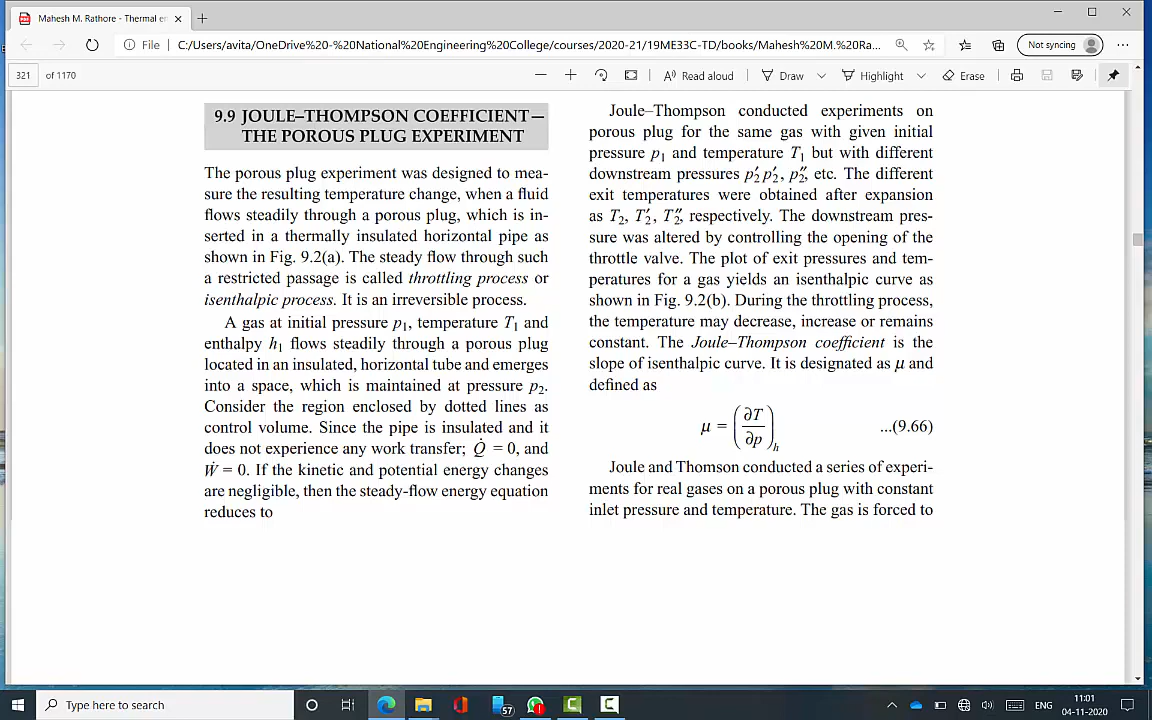 Mahesh M. Rathore - Thermal er
Not syncing
File
C:/Users/avita/OneDrive%20-%20National%20Engineering%20College/courses/2020-21/19ME33C-TD/books/Mahesh%20M.%20Ra...
321 of 1170
Read aloud
Draw
Highlight
Erase
9.9 JOULE–THOMPSON COEFFICIENT—
THE POROUS PLUG EXPERIMENT
The porous plug experiment was designed to mea-
sure the resulting temperature change, when a fluid
flows steadily through a porous plug, which is in-
serted in a thermally insulated horizontal pipe as
shown in Fig. 9.2(a). The steady flow through such
a restricted passage is called throttling process or
isenthalpic process. It is an irreversible process.
A gas at initial pressure p₁, temperature T₁ and
enthalpy h₁ flows steadily through a porous plug
located in an insulated, horizontal tube and emerges
into a space, which is maintained at pressure p₂.
Consider the region enclosed by dotted lines as
control volume. Since the pipe is insulated and it
does not experience any work transfer; Q̇ = 0, and
Ẇ = 0. If the kinetic and potential energy changes
are negligible, then the steady-flow energy equation
reduces to
Joule–Thompson conducted experiments on
porous plug for the same gas with given initial
pressure p₁ and temperature T₁ but with different
downstream pressures p₂′ p₂′, p₂″, etc. The different
exit temperatures were obtained after expansion
as T₂, T₂′, T₂″, respectively. The downstream pres-
sure was altered by controlling the opening of the
throttle valve. The plot of exit pressures and tem-
peratures for a gas yields an isenthalpic curve as
shown in Fig. 9.2(b). During the throttling process,
the temperature may decrease, increase or remains
constant. The Joule–Thompson coefficient is the
slope of isenthalpic curve. It is designated as μ and
defined as
μ = (∂T/∂p)ₕ ...(9.66)
Joule and Thomson conducted a series of experi-
ments for real gases on a porous plug with constant
inlet pressure and temperature. The gas is forced to
Type here to search
57
ENG
11:01
04-11-2020